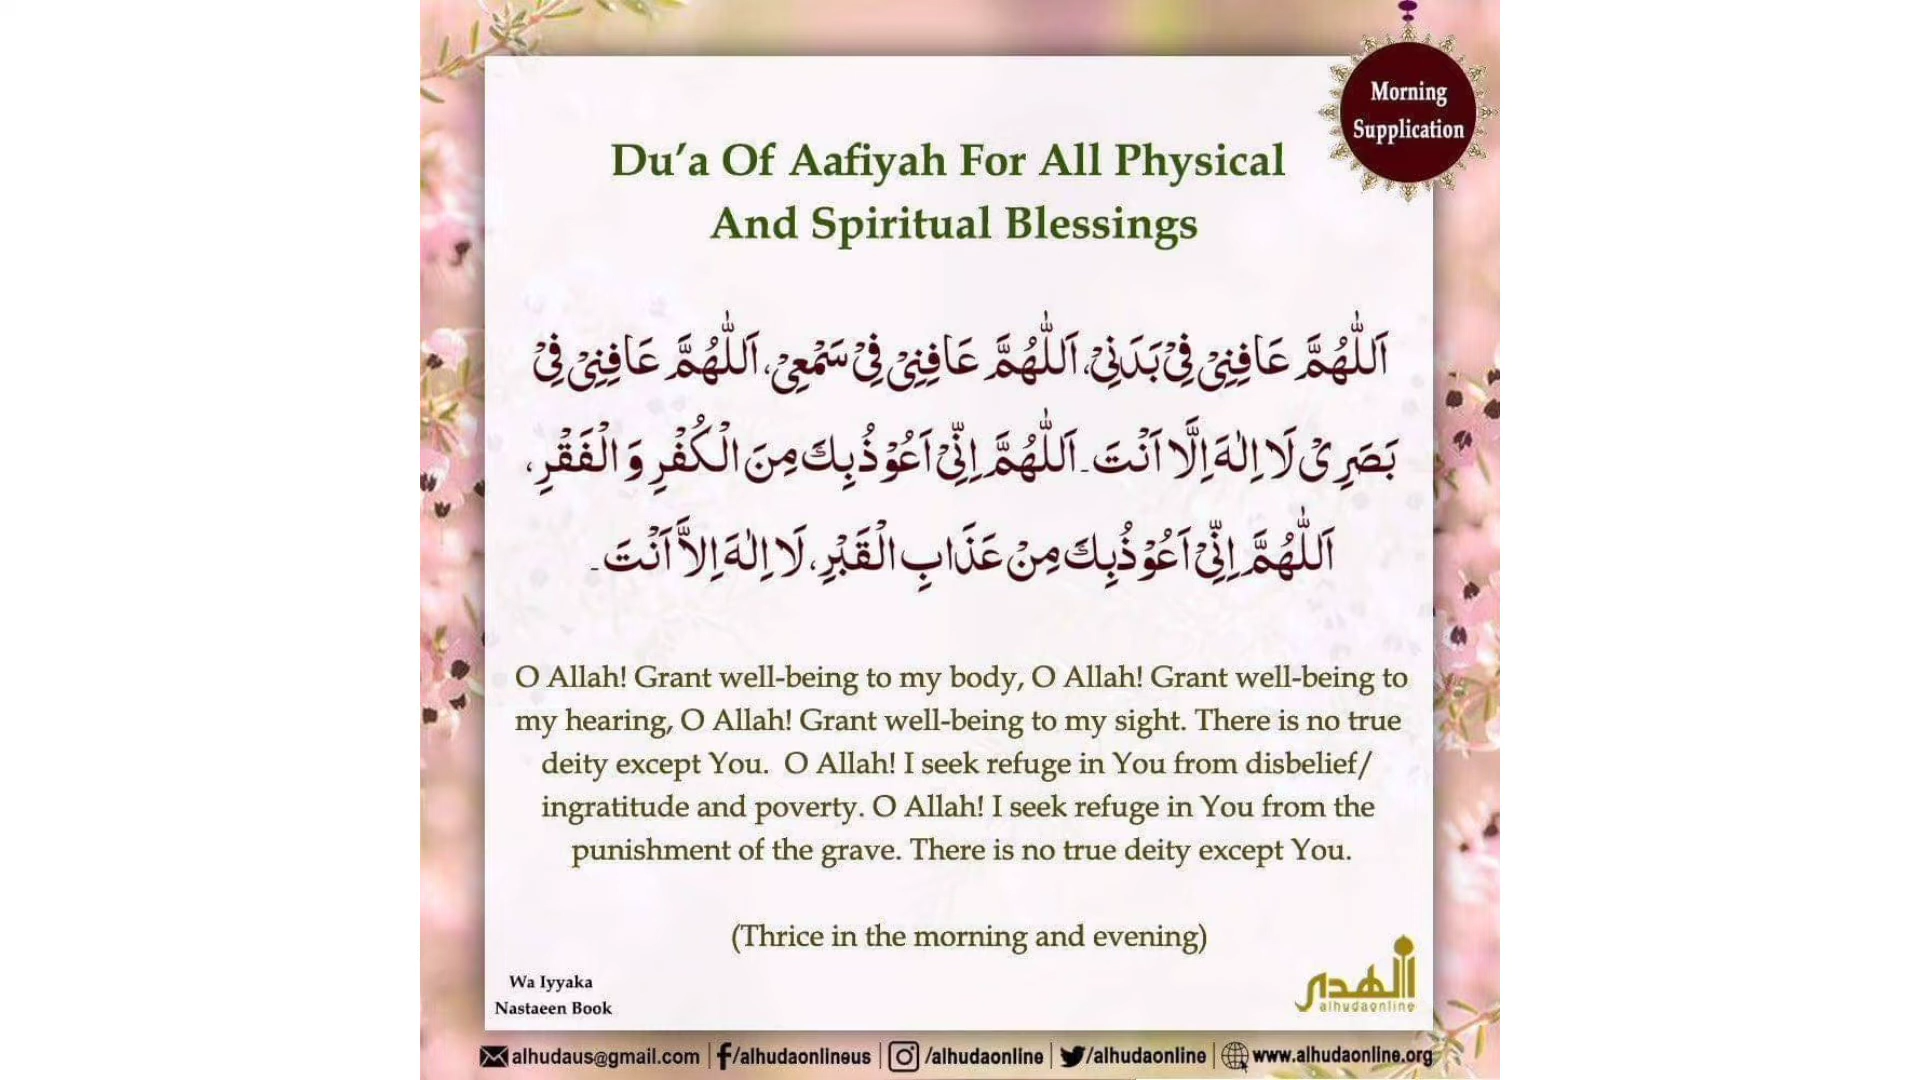 Morning
Supplication
Du’a Of Aafiyah For All Physical
And Spiritual Blessings
اَللّٰهُمَّ عَافِنِیْ فِیْ بَدَنِیْ، اَللّٰهُمَّ عَافِنِیْ فِیْ سَمْعِیْ، اَللّٰهُمَّ عَافِنِیْ فِیْ
بَصَرِیْ لَا اِلٰهَ اِلَّا اَنْتَ۔ اَللّٰهُمَّ اِنِّیْ اَعُوْذُ بِكَ مِنَ الْكُفْرِ وَ الْفَقْرِ،
اَللّٰهُمَّ اِنِّیْ اَعُوْذُ بِكَ مِنْ عَذَابِ الْقَبْرِ، لَا اِلٰهَ اِلاَّ اَنْتَ۔
O Allah! Grant well-being to my body, O Allah! Grant well-being to
my hearing, O Allah! Grant well-being to my sight. There is no true
deity except You. O Allah! I seek refuge in You from disbelief/
ingratitude and poverty. O Allah! I seek refuge in You from the
punishment of the grave. There is no true deity except You.
(Thrice in the morning and evening)
Wa Iyyaka
Nastaeen Book
الهدى
alhudaonline
alhudaus@gmail.com | /alhudaonlineus | /alhudaonline | /alhudaonline | www.alhudaonline.org